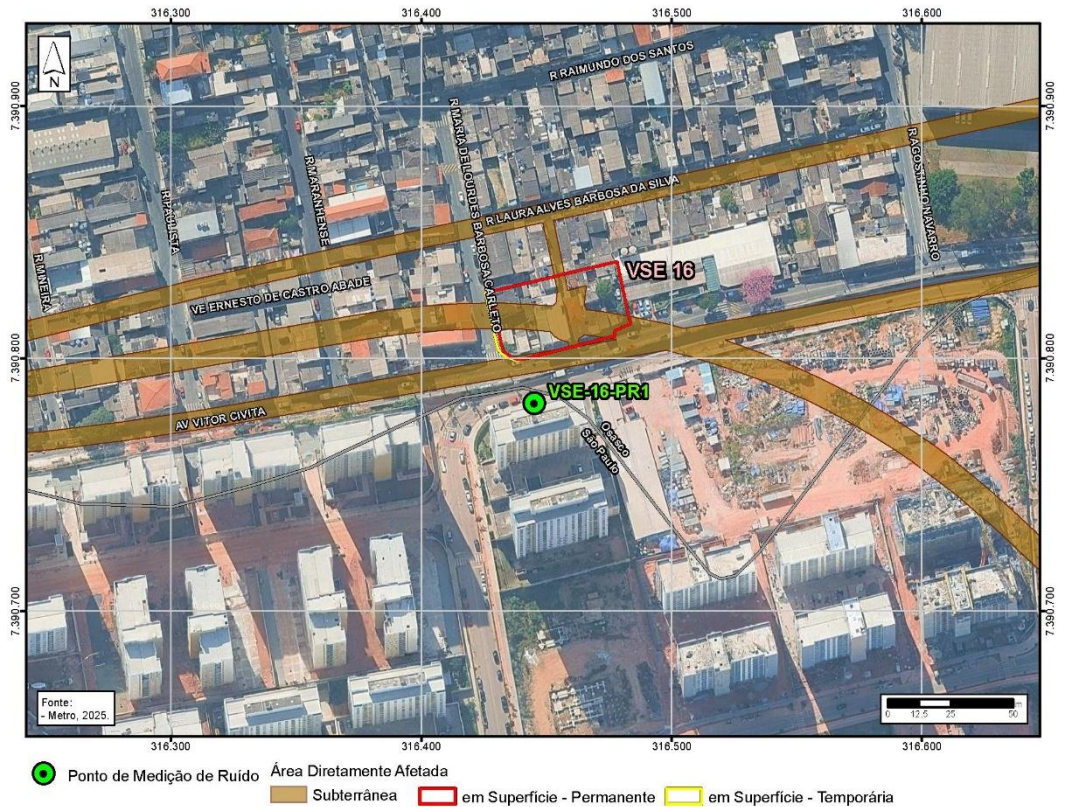 316.300 316.400 316.500 316.600
N
R RAIMUNDO DOS SANTOS
7.390.900
7.390.900
R MARIA DE LOURDES BARBOSA CARLETO
R AGOSTINHO NAVARRO
R MARANHENSE
R PAULISTA
R LAURA ALVES BARBOSA DA SILVA
R MINEIRA
VSE 16
VE ERNESTO DE CASTRO ABADE
7.390.800
7.390.800
VSE-16-PR1
AV VITOR CIVITA
Osasco
São Paulo
7.390.700
7.390.700
Fonte:
- Metro, 2025.
0 12.5 25 50
316.300 316.400 316.500 316.600
Ponto de Medição de Ruído Área Diretamente Afetada
Subterrânea em Superfície - Permanente em Superfície - Temporária